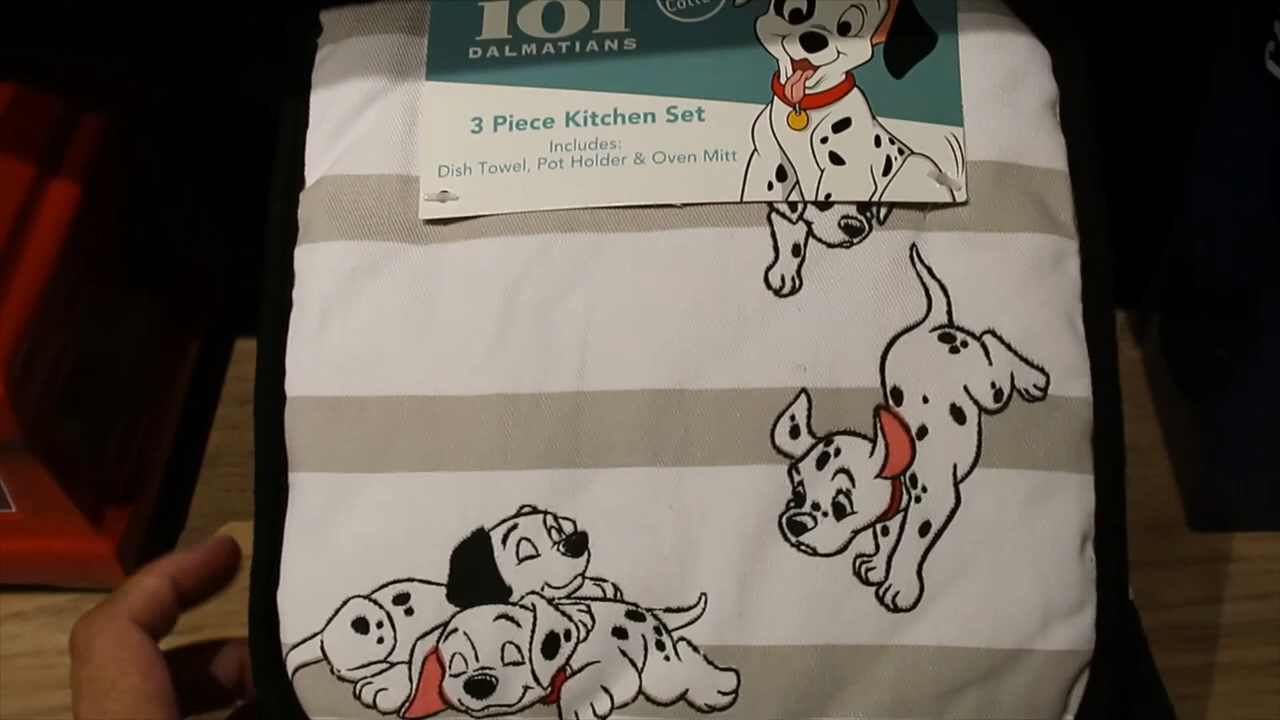 101
DALMATIANS
3 Piece Kitchen Set
Includes:
Dish Towel, Pot Holder & Oven Mitt